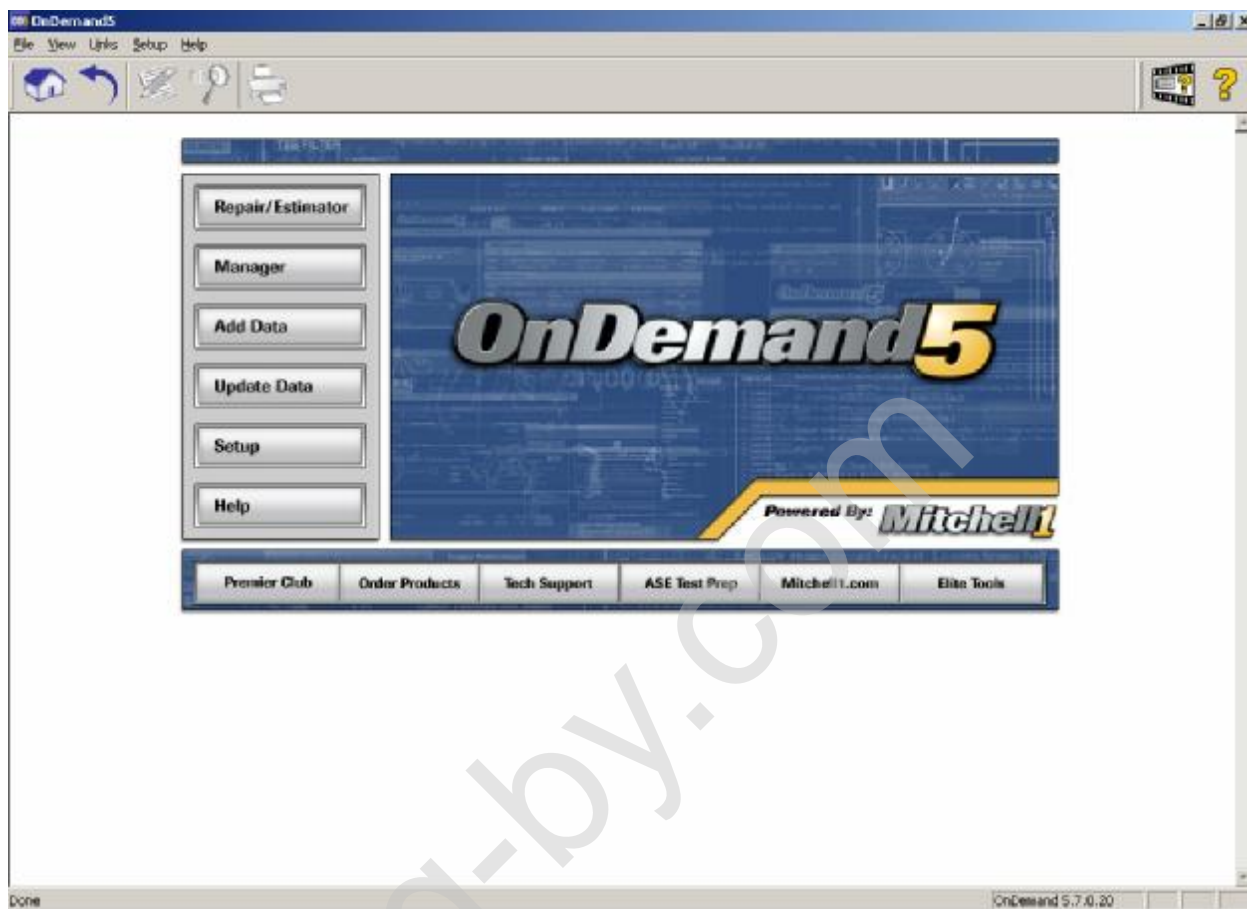 OnDemand5
File View Links Setup Help
Repair/Estimator
Manager
Add Data
Update Data
Setup
Help
OnDemand5
Powered By: Mitchell1
Premier Club Order Products Tech Support ASE Test Prep Mitchell1.com Elite Tools
g-by.com
Done OnDemand 5.7.0.20